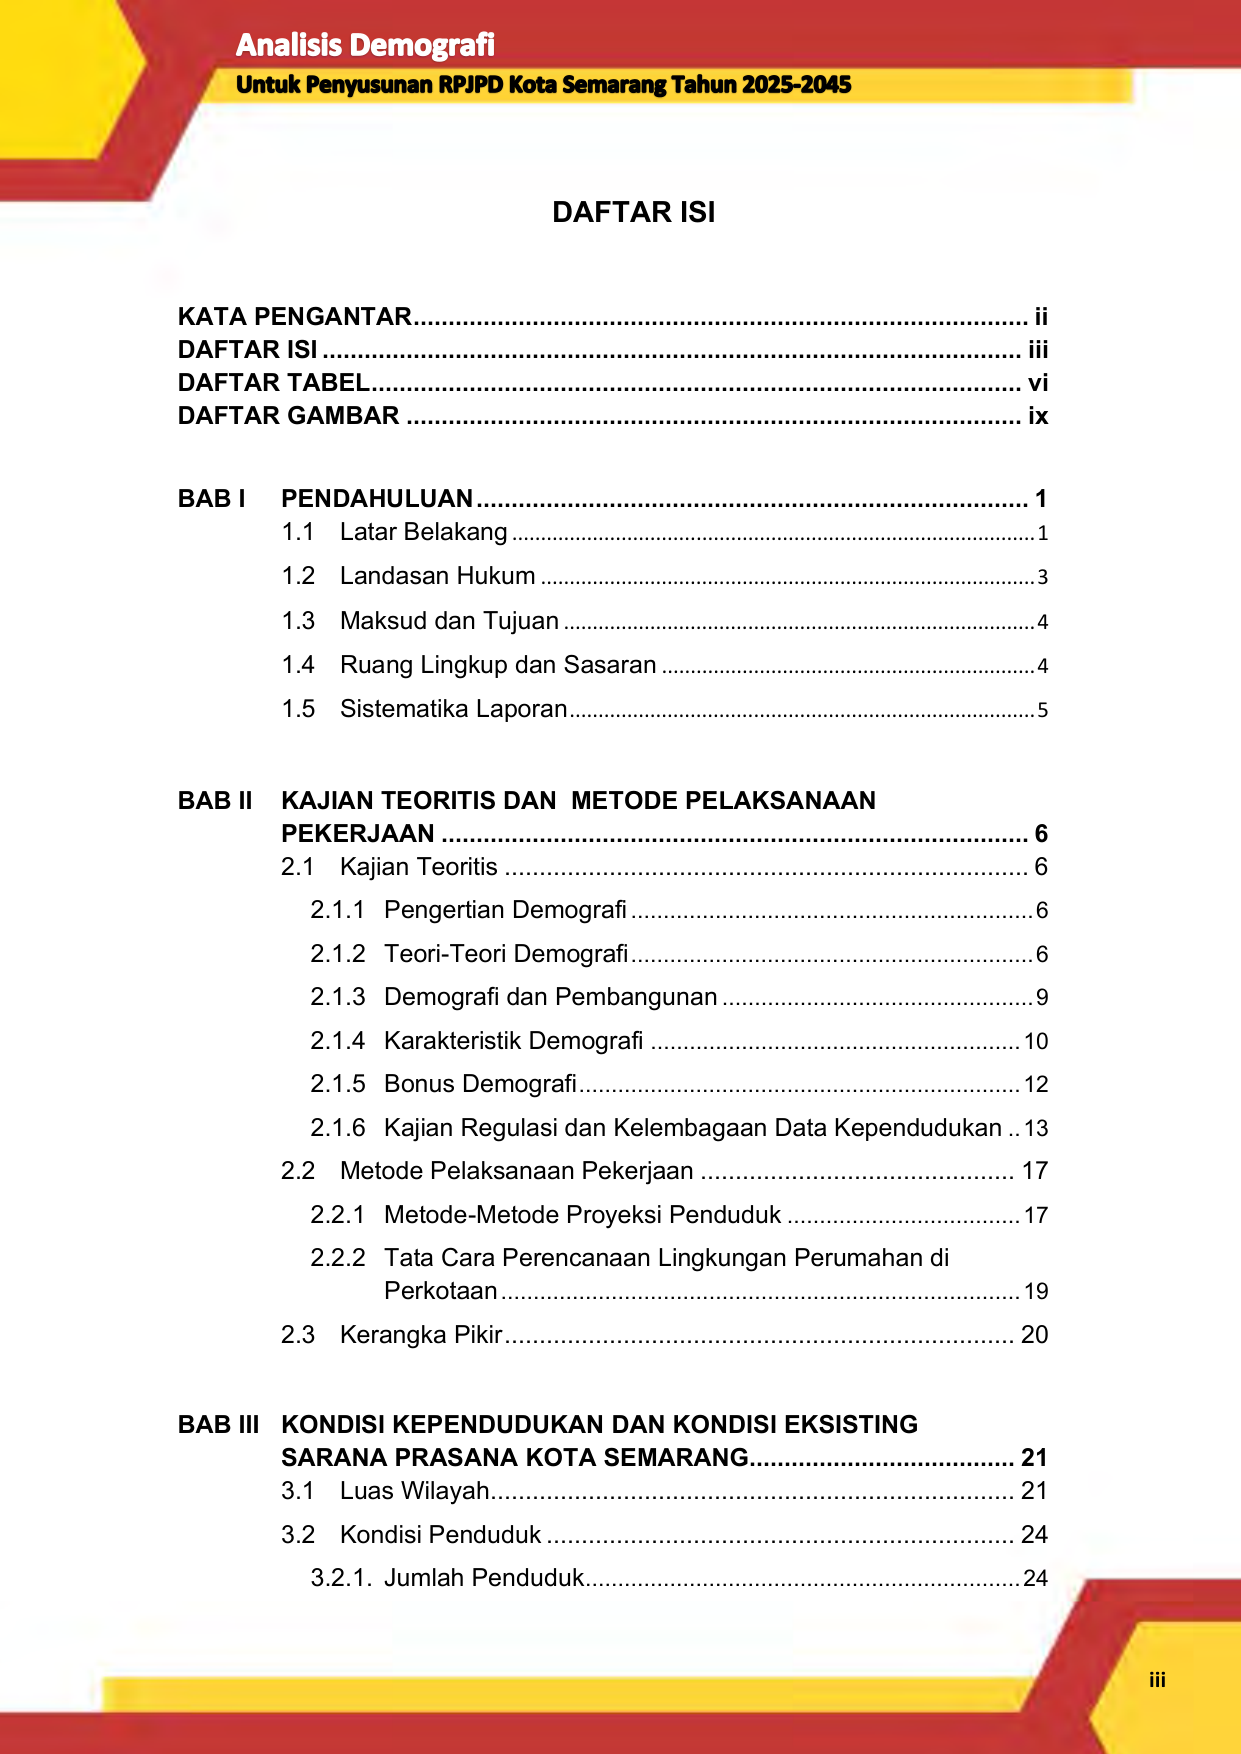 Analisis Demografi
Untuk Penyusunan RPJPD Kota Semarang Tahun 2025-2045
DAFTAR ISI
KATA PENGANTAR........................................................................................ ii
DAFTAR ISI .................................................................................................... iii
DAFTAR TABEL............................................................................................. vi
DAFTAR GAMBAR ........................................................................................ ix
BAB I PENDAHULUAN............................................................................... 1
1.1 Latar Belakang ........................................................................................... 1
1.2 Landasan Hukum ...................................................................................... 3
1.3 Maksud dan Tujuan .................................................................................. 4
1.4 Ruang Lingkup dan Sasaran ................................................................. 4
1.5 Sistematika Laporan................................................................................. 5
BAB II KAJIAN TEORITIS DAN METODE PELAKSANAAN
PEKERJAAN .................................................................................... 6
2.1 Kajian Teoritis ........................................................................... 6
2.1.1 Pengertian Demografi .............................................................. 6
2.1.2 Teori-Teori Demografi.............................................................. 6
2.1.3 Demografi dan Pembangunan ................................................ 9
2.1.4 Karakteristik Demografi ......................................................... 10
2.1.5 Bonus Demografi.................................................................... 12
2.1.6 Kajian Regulasi dan Kelembagaan Data Kependudukan .. 13
2.2 Metode Pelaksanaan Pekerjaan ............................................. 17
2.2.1 Metode-Metode Proyeksi Penduduk .................................... 17
2.2.2 Tata Cara Perencanaan Lingkungan Perumahan di
Perkotaan................................................................................ 19
2.3 Kerangka Pikir......................................................................... 20
BAB III KONDISI KEPENDUDUKAN DAN KONDISI EKSISTING
SARANA PRASANA KOTA SEMARANG...................................... 21
3.1 Luas Wilayah........................................................................... 21
3.2 Kondisi Penduduk ................................................................... 24
3.2.1. Jumlah Penduduk................................................................... 24
iii